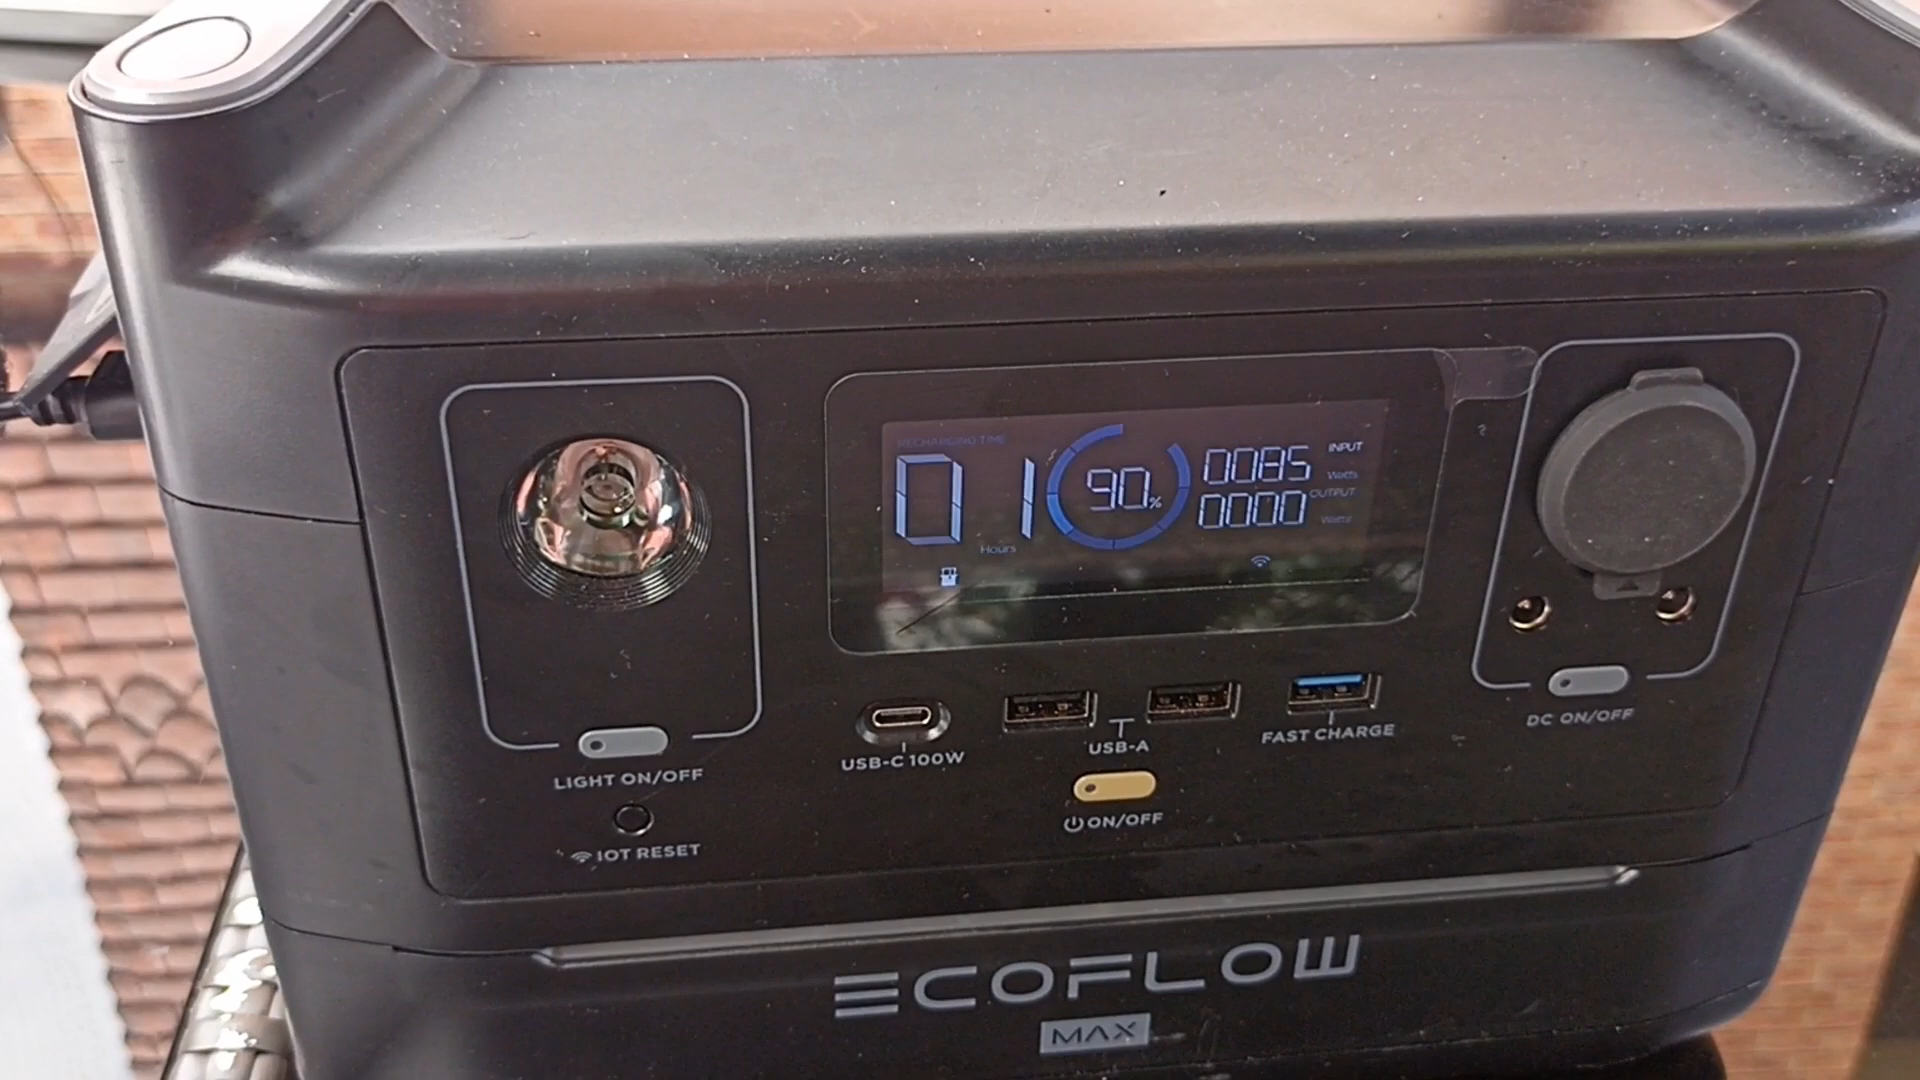 RECHARGING TIME
01
Hours
90%
0085
INPUT
Watts
0000
OUTPUT
Watts
LIGHT ON/OFF
IOT RESET
USB-C 100W
USB-A
FAST CHARGE
ON/OFF
DC ON/OFF
ECOFLOW
MAX